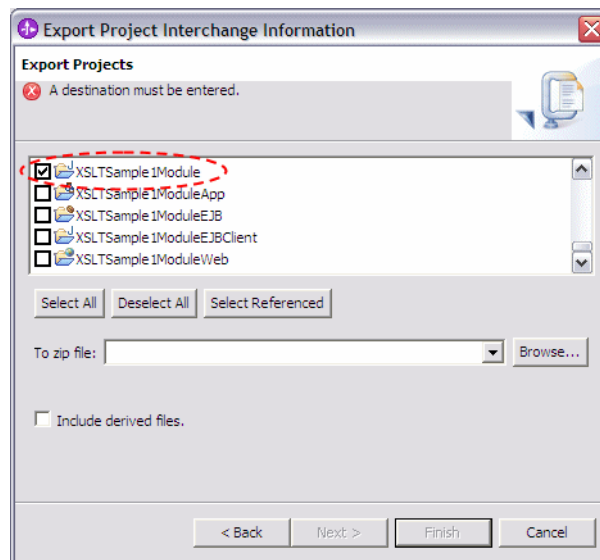 Export Project Interchange Information
Export Projects
A destination must be entered.
XSLTSample1Module
XSLTSample1ModuleApp
XSLTSample1ModuleEJB
XSLTSample1ModuleEJBClient
XSLTSample1ModuleWeb
Select All Deselect All Select Referenced
To zip file: Browse...
Include derived files.
< Back Next > Finish Cancel